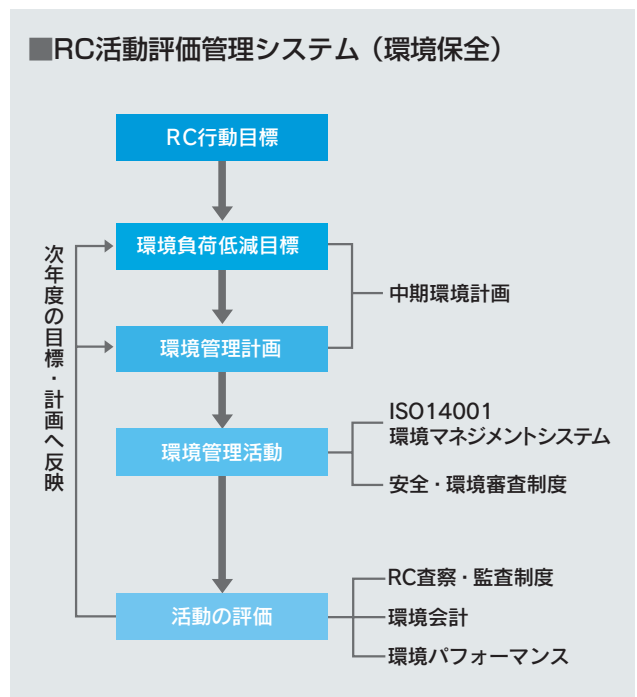 ■RC活動評価管理システム（環境保全）
RC行動目標
環境負荷低減目標
中期環境計画
環境管理計画
次年度の目標・計画へ反映
ISO14001
環境マネジメントシステム
環境管理活動
安全・環境審査制度
RC査察・監査制度
活動の評価
環境会計
環境パフォーマンス